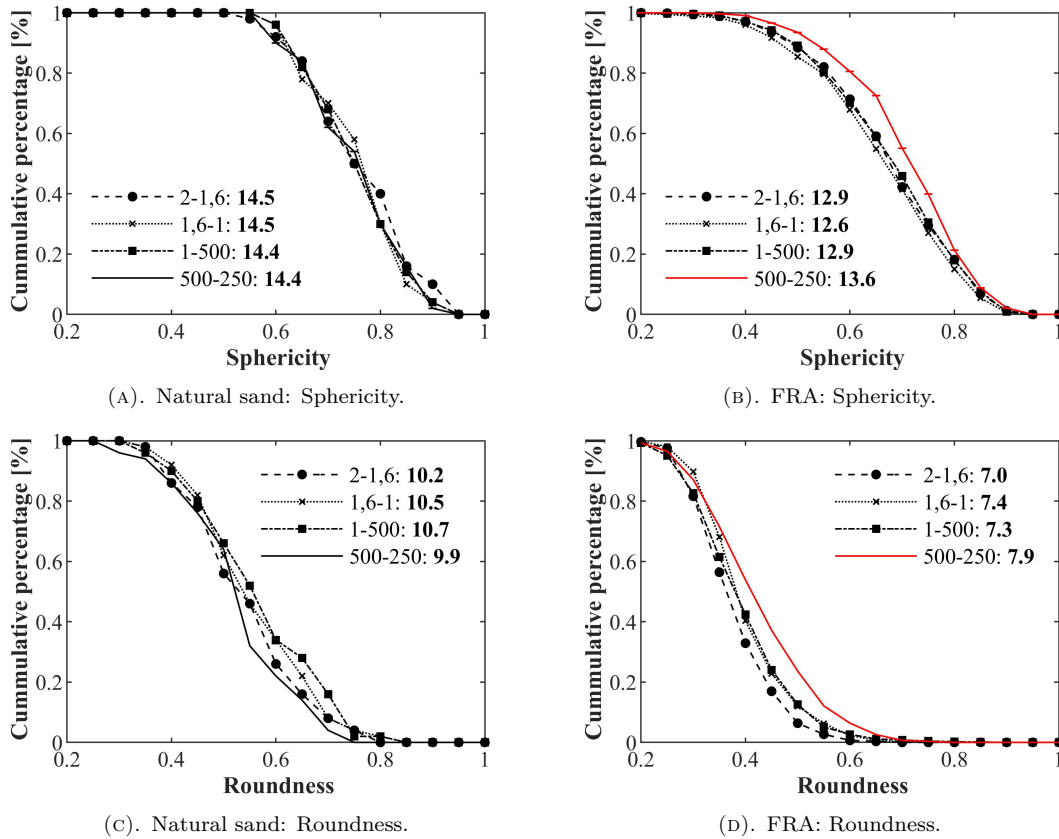 Cummulative percentage [%]
1
0.8
0.6
0.4
0.2
0
2-1,6: 14.5
1,6-1: 14.5
1-500: 14.4
500-250: 14.4
0.2 0.4 0.6 0.8 1
Sphericity
(A). Natural sand: Sphericity.
Cummulative percentage [%]
1
0.8
0.6
0.4
0.2
0
2-1,6: 12.9
1,6-1: 12.6
1-500: 12.9
500-250: 13.6
0.2 0.4 0.6 0.8 1
Sphericity
(B). FRA: Sphericity.
Cummulative percentage [%]
1
0.8
0.6
0.4
0.2
0
2-1,6: 10.2
1,6-1: 10.5
1-500: 10.7
500-250: 9.9
0.2 0.4 0.6 0.8 1
Roundness
(C). Natural sand: Roundness.
Cummulative percentage [%]
1
0.8
0.6
0.4
0.2
0
2-1,6: 7.0
1,6-1: 7.4
1-500: 7.3
500-250: 7.9
0.2 0.4 0.6 0.8 1
Roundness
(D). FRA: Roundness.